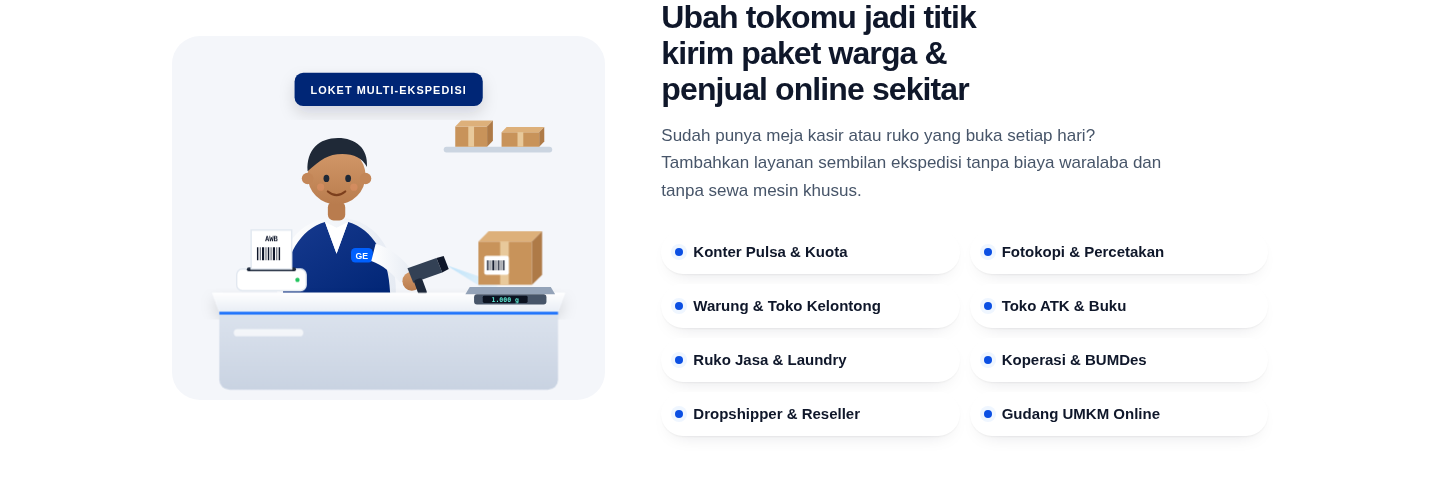 LOKET MULTI-EKSPEDISI
AWB
GE
1.000 g
Ubah tokomu jadi titik
kirim paket warga &
penjual online sekitar
Sudah punya meja kasir atau ruko yang buka setiap hari?
Tambahkan layanan sembilan ekspedisi tanpa biaya waralaba dan
tanpa sewa mesin khusus.
Konter Pulsa & Kuota
Fotokopi & Percetakan
Warung & Toko Kelontong
Toko ATK & Buku
Ruko Jasa & Laundry
Koperasi & BUMDes
Dropshipper & Reseller
Gudang UMKM Online